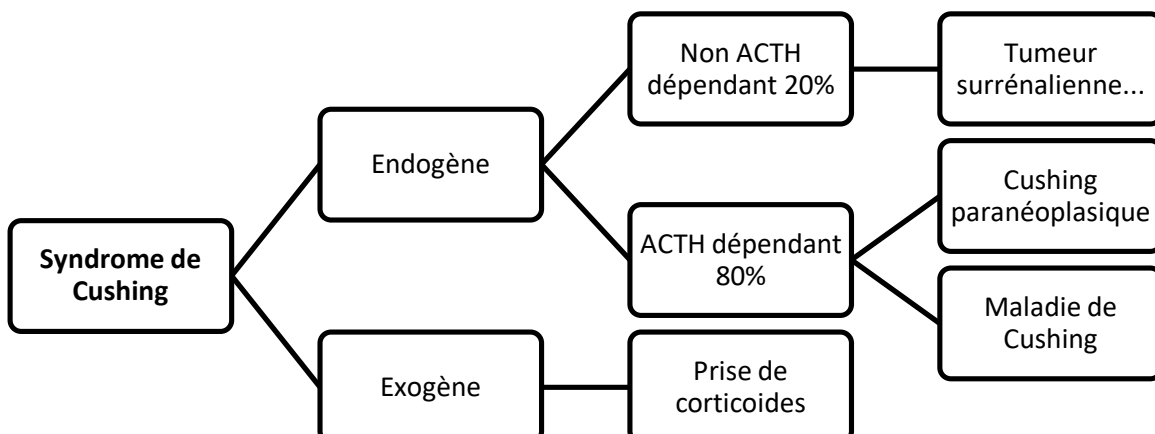 Non ACTH
dépendant 20%
Tumeur
surrénalienne...
Endogène
Cushing
paranéoplasique
ACTH dépendant
80%
Syndrome de
Cushing
Maladie de
Cushing
Exogène
Prise de
corticoides